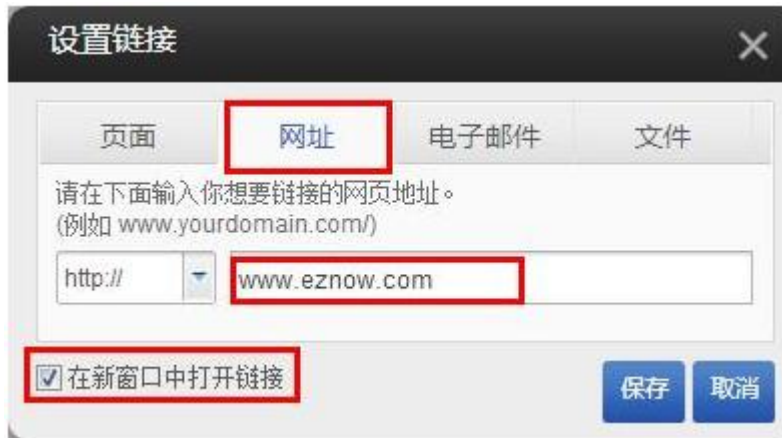 设置链接
页面 网址 电子邮件 文件
请在下面输入你想要链接的网页地址。
(例如 www.yourdomain.com/)
http:// www.eznow.com
在新窗口中打开链接
保存 取消